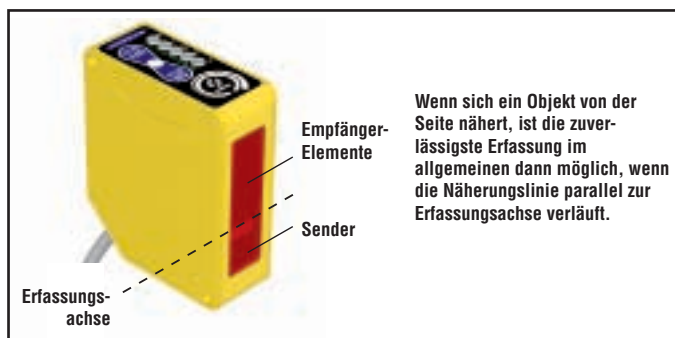 Empfänger-
Elemente
Sender
Erfassungs-
achse
Wenn sich ein Objekt von der
Seite nähert, ist die zuver-
lässigste Erfassung im
allgemeinen dann möglich, wenn
die Näherungslinie parallel zur
Erfassungsachse verläuft.